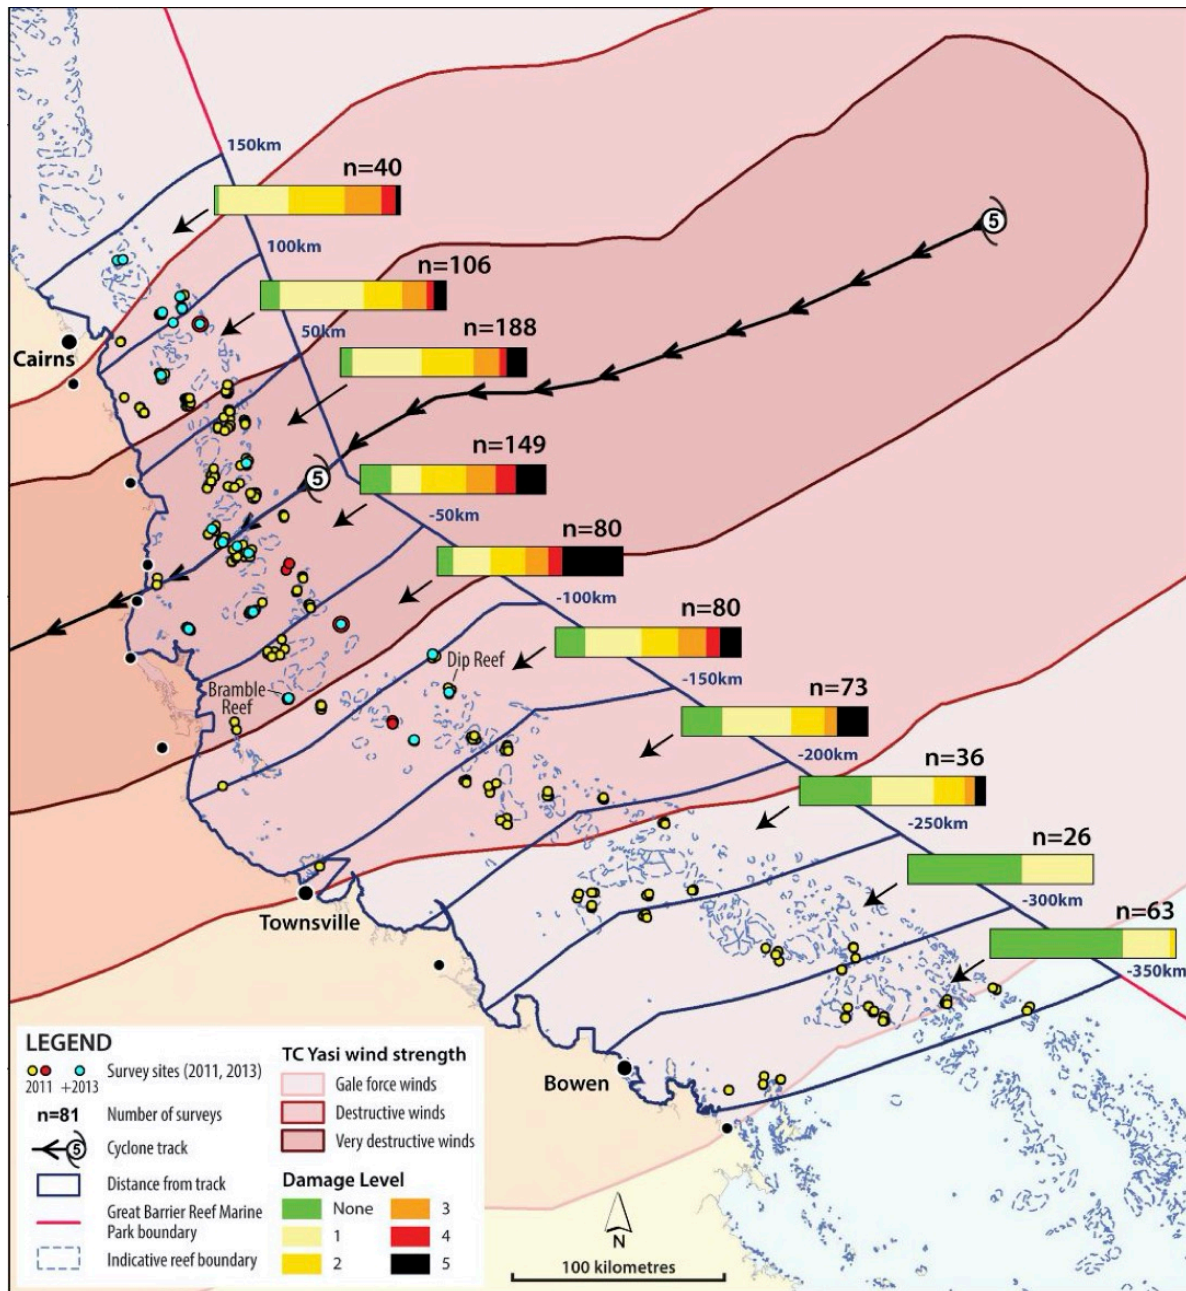 150km
n=40
100km
n=106
50km
n=188
Cairns
5
n=149
5
-50km
n=80
-100km
n=80
Dip Reef
-150km
n=73
Bramble
Reef
-200km
n=36
-250km
n=26
-300km
n=63
-350km
Townsville
Bowen
LEGEND
2011 +2013 Survey sites (2011, 2013)
n=81 Number of surveys
5 Cyclone track
Distance from track
Great Barrier Reef Marine
Park boundary
Indicative reef boundary
TC Yasi wind strength
Gale force winds
Destructive winds
Very destructive winds
Damage Level
None 3
1 4
2 5
N
100 kilometres